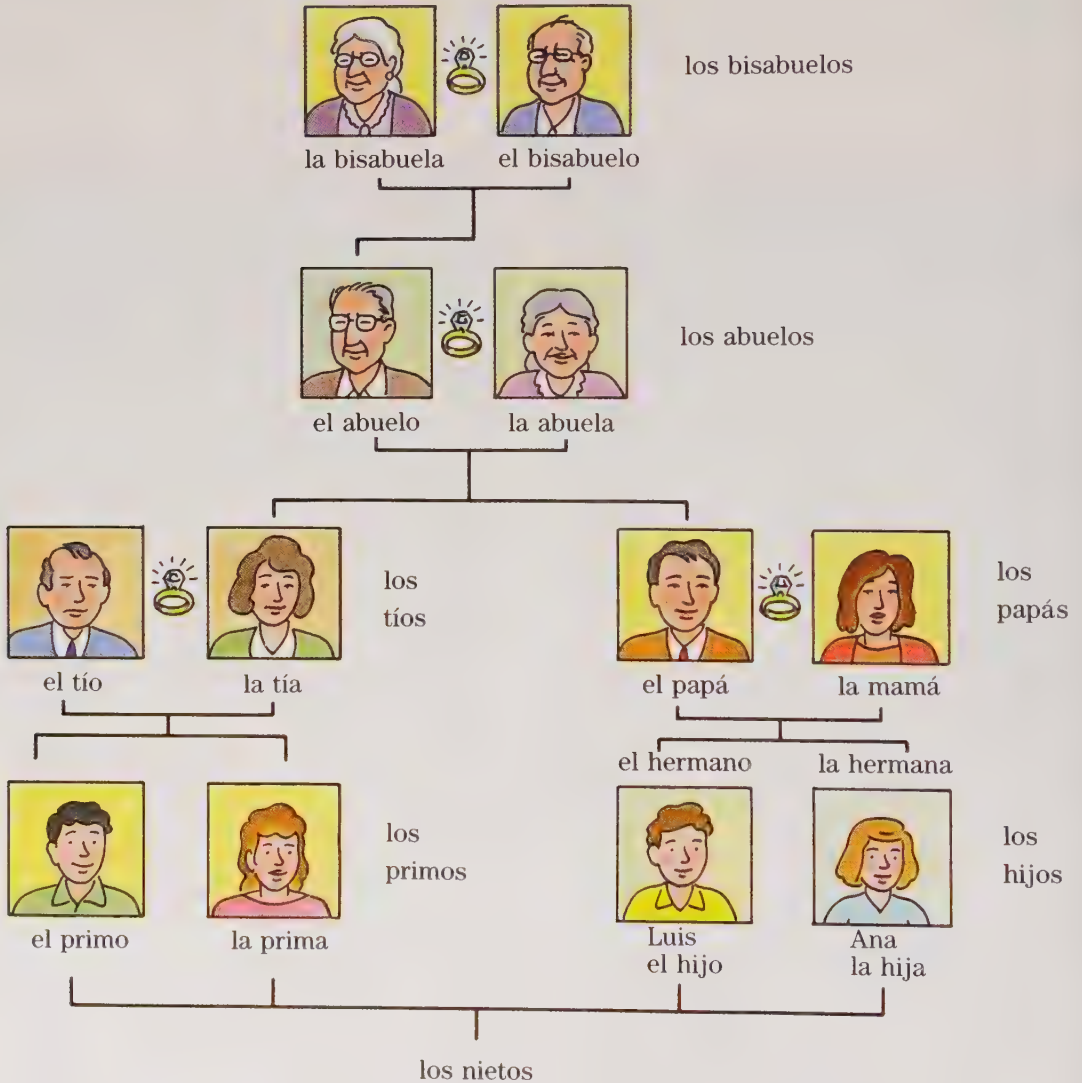 los bisabuelos
la bisabuela
el bisabuelo
los abuelos
el abuelo
la abuela
los
tíos
los
papás
el tío
la tía
el papá
la mamá
el hermano
la hermana
los
primos
los
hijos
el primo
la prima
Luis
el hijo
Ana
la hija
los nietos